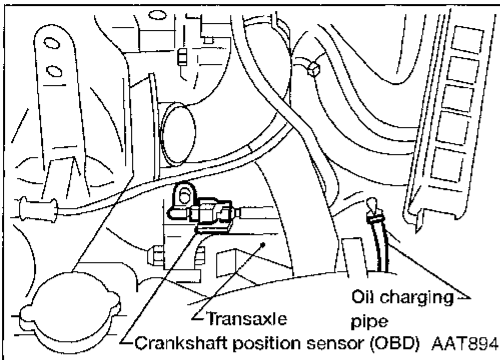 Transaxle
Oil charging
pipe
Crankshaft position sensor (OBD) AAT894